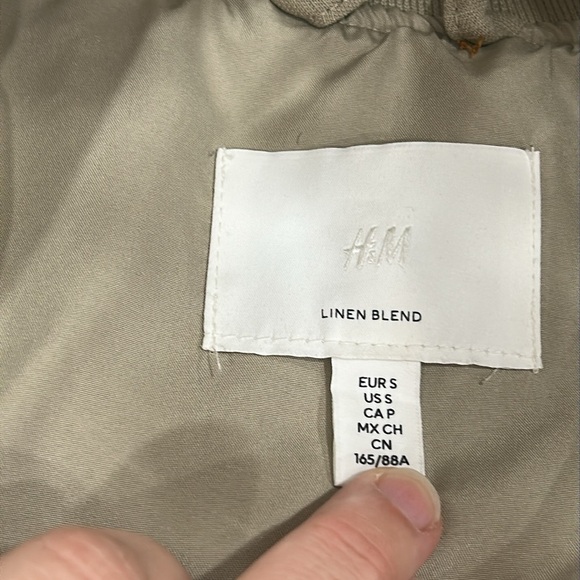 H&M
LINEN BLEND
EUR S
US S
CA P
MX CH
CN
165/88A